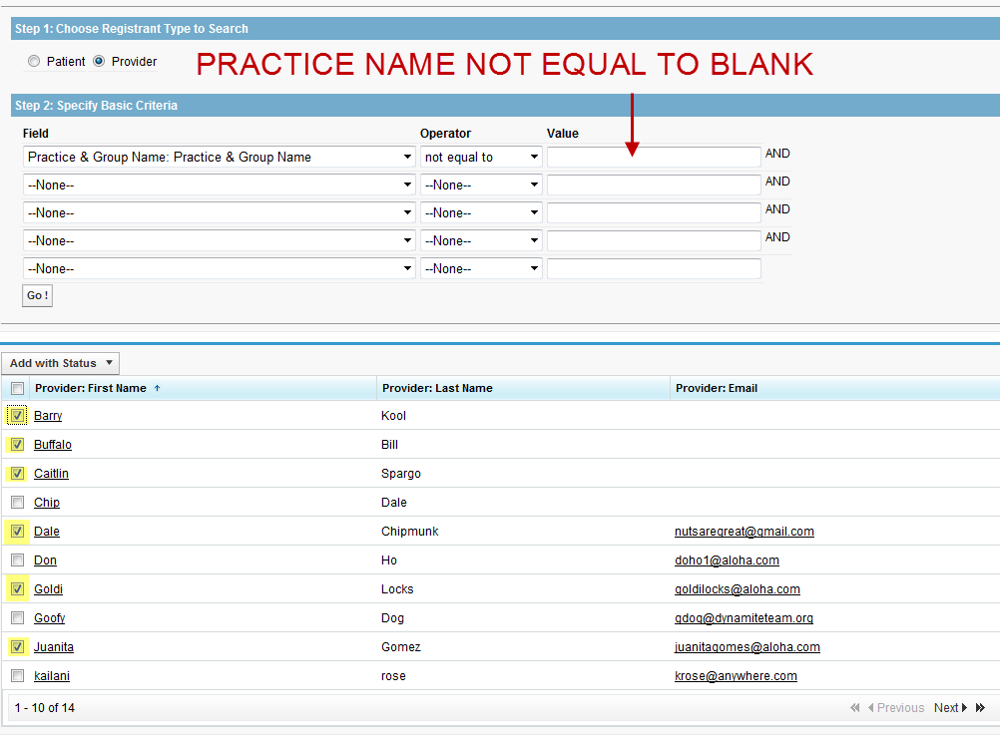 Step 1: Choose Registrant Type to Search
Patient Provider PRACTICE NAME NOT EQUAL TO BLANK
Step 2: Specify Basic Criteria
Field Operator Value
Practice & Group Name: Practice & Group Name not equal to AND
--None-- --None-- AND
--None-- --None-- AND
--None-- --None-- AND
--None-- --None--
Go !
Add with Status
Provider: First Name Provider: Last Name Provider: Email
Barry Kool
Buffalo Bill
Caitlin Spargo
Chip Dale
Dale Chipmunk nutsaregreat@gmail.com
Don Ho doho1@aloha.com
Goldi Locks goldilocks@aloha.com
Goofy Dog gdog@dynamiteteam.org
Juanita Gomez juanitagomes@aloha.com
kailani rose krose@anywhere.com
1 - 10 of 14 Previous Next